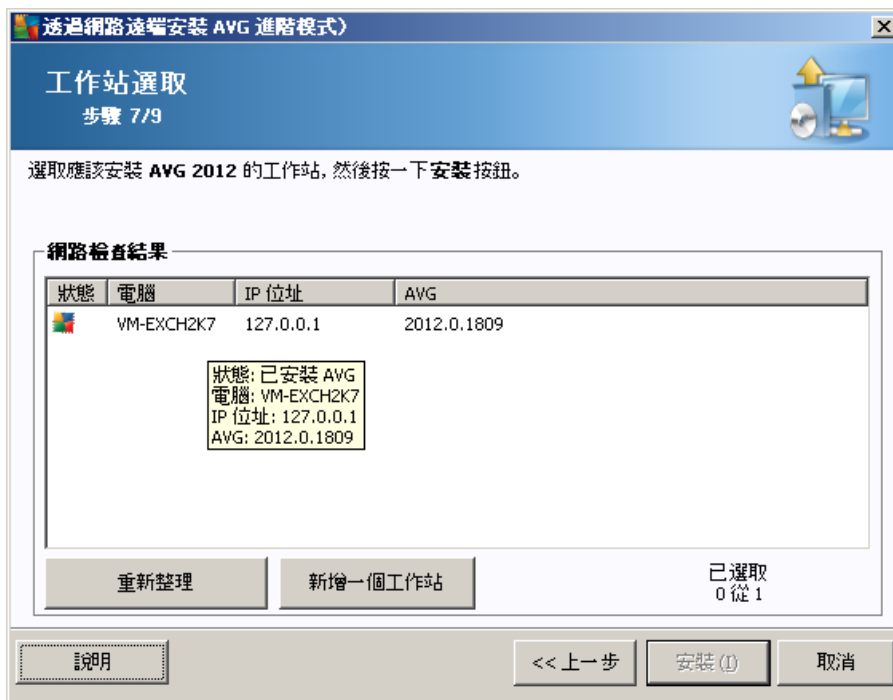 透過網路遠端安裝 AVG 進階模式)
工作站選取
步驟 7/9
選取應該安裝 AVG 2012 的工作站, 然後按一下安裝按鈕。
網路檢查結果
狀態 電腦 IP 位址 AVG
VM-EXCH2K7 127.0.0.1 2012.0.1809
狀態: 已安裝 AVG
電腦: VM-EXCH2K7
IP 位址: 127.0.0.1
AVG: 2012.0.1809
重新整理 新增一個工作站
已選取
0 從 1
說明 << 上一步 安裝 (I) 取消